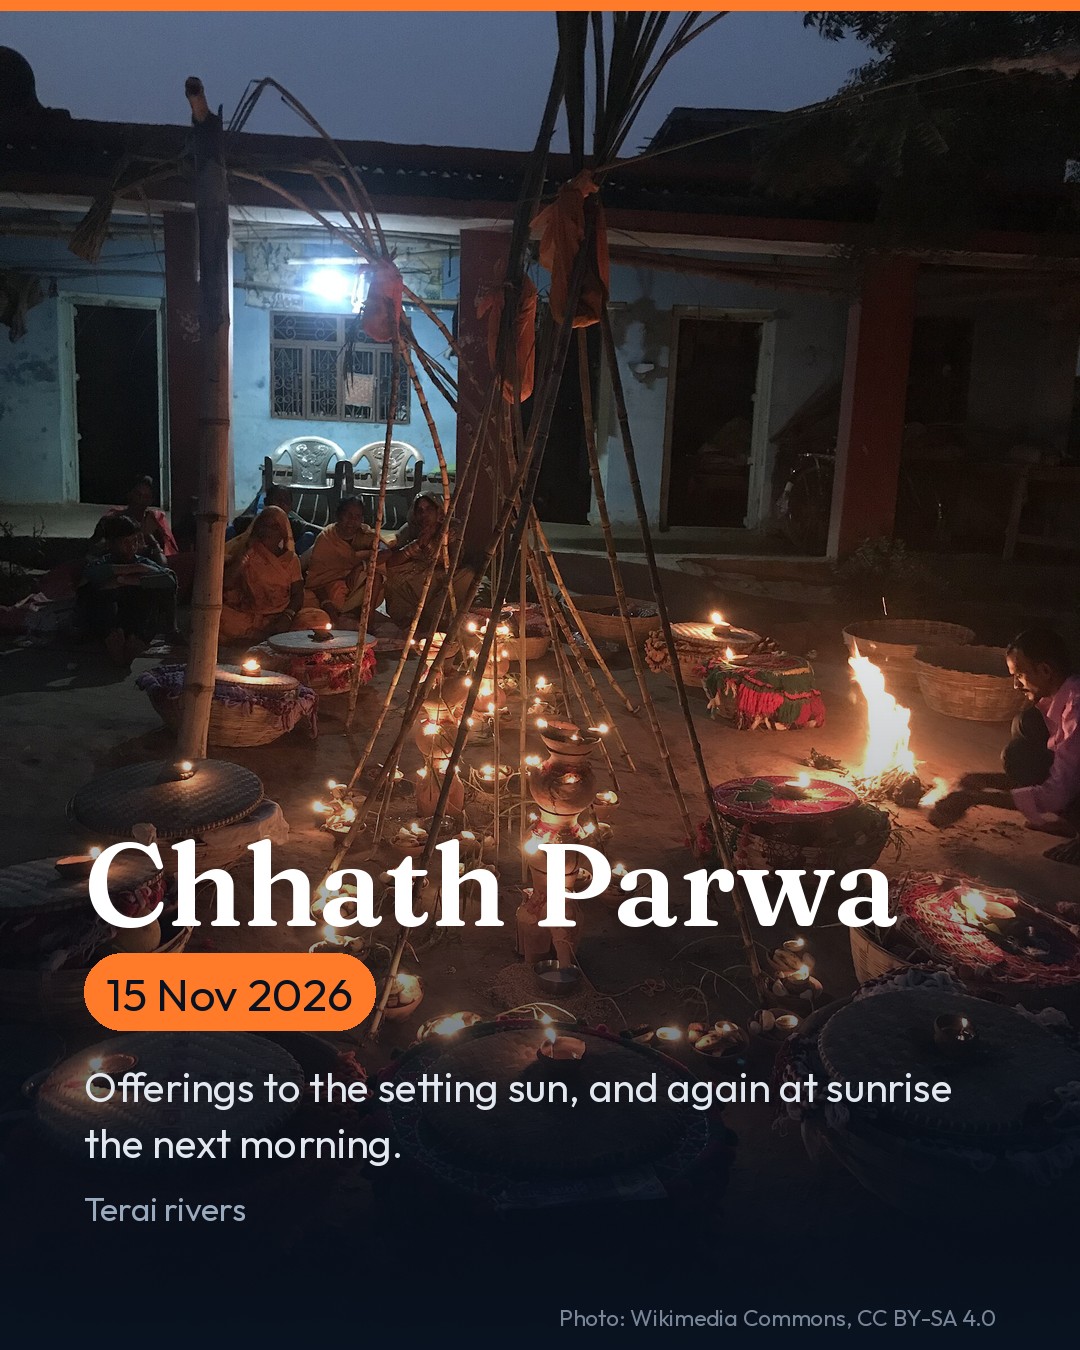 Chhath Parwa
15 Nov 2026
Offerings to the setting sun, and again at sunrise
the next morning.
Terai rivers
Photo: Wikimedia Commons, CC BY-SA 4.0